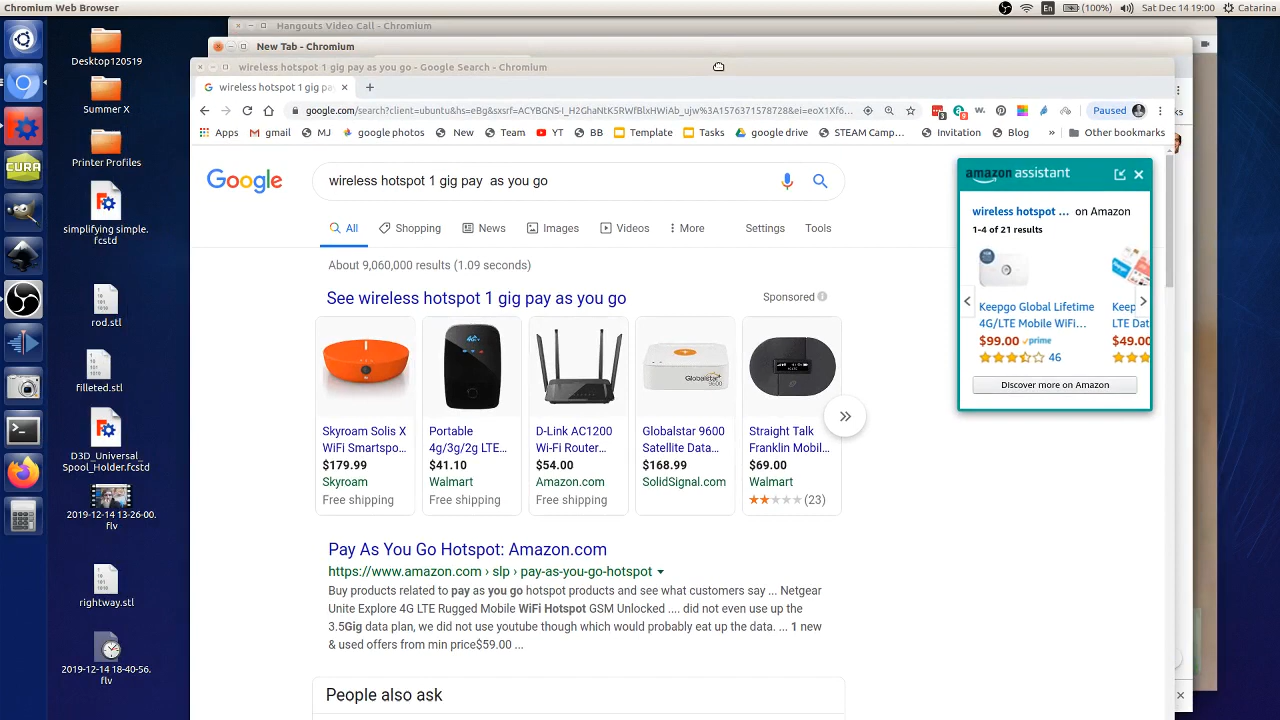 Chromium Web Browser
En
(100%)
Sat Dec 14 19:00
Catarina
Hangouts Video Call - Chromium
New Tab - Chromium
wireless hotspot 1 gig pay as you go - Google Search - Chromium
wireless hotspot 1 gig pa
google.com/search?client=ubuntu&hs=eBg&sxsrf=ACYBGNS-I_H2GhaNtK5RWfBlxHWiAb_ujw%3A1576371578728&ei=eoX1Xf6...
Paused
Apps
gmail
MJ
google photos
New
Team
YT
BB
Template
Tasks
google drive
STEAM Camp...
Invitation
Blog
»
Other bookmarks
Google
wireless hotspot 1 gig pay  as you go
All
Shopping
News
Images
Videos
More
Settings
Tools
About 9,060,000 results (1.09 seconds)
See wireless hotspot 1 gig pay as you go
Sponsored
Skyroam Solis X
WiFi Smartspo...
$179.99
Skyroam
Free shipping
Portable
4g/3g/2g LTE...
$41.10
Walmart
Free shipping
D-Link AC1200
Wi-Fi Router...
$54.00
Amazon.com
Free shipping
Globalstar 9600
Satellite Data...
$168.99
SolidSignal.com
Straight Talk
Franklin Mobil...
$69.00
Walmart
(23)
Pay As You Go Hotspot: Amazon.com
https://www.amazon.com › slp › pay-as-you-go-hotspot
Buy products related to pay as you go hotspot products and see what customers say ... Netgear
Unite Explore 4G LTE Rugged Mobile WiFi Hotspot GSM Unlocked .... did not even use up the
3.5Gig data plan, we did not use youtube though which would probably eat up the data. ... 1 new
& used offers from min price$59.00 ...
People also ask
amazon assistant
wireless hotspot ... on Amazon
1-4 of 21 results
Keepgo Global Lifetime
4G/LTE Mobile WiFi...
$99.00
prime
46
Keep
LTE Dat
$49.00
Discover more on Amazon
Desktop120519
Summer X
Printer Profiles
simplifying simple.
fcstd
rod.stl
filleted.stl
D3D_Universal_
Spool_Holder.fcstd
2019-12-14 13-26-00.
flv
rightway.stl
2019-12-14 18-40-56.
flv
CURA